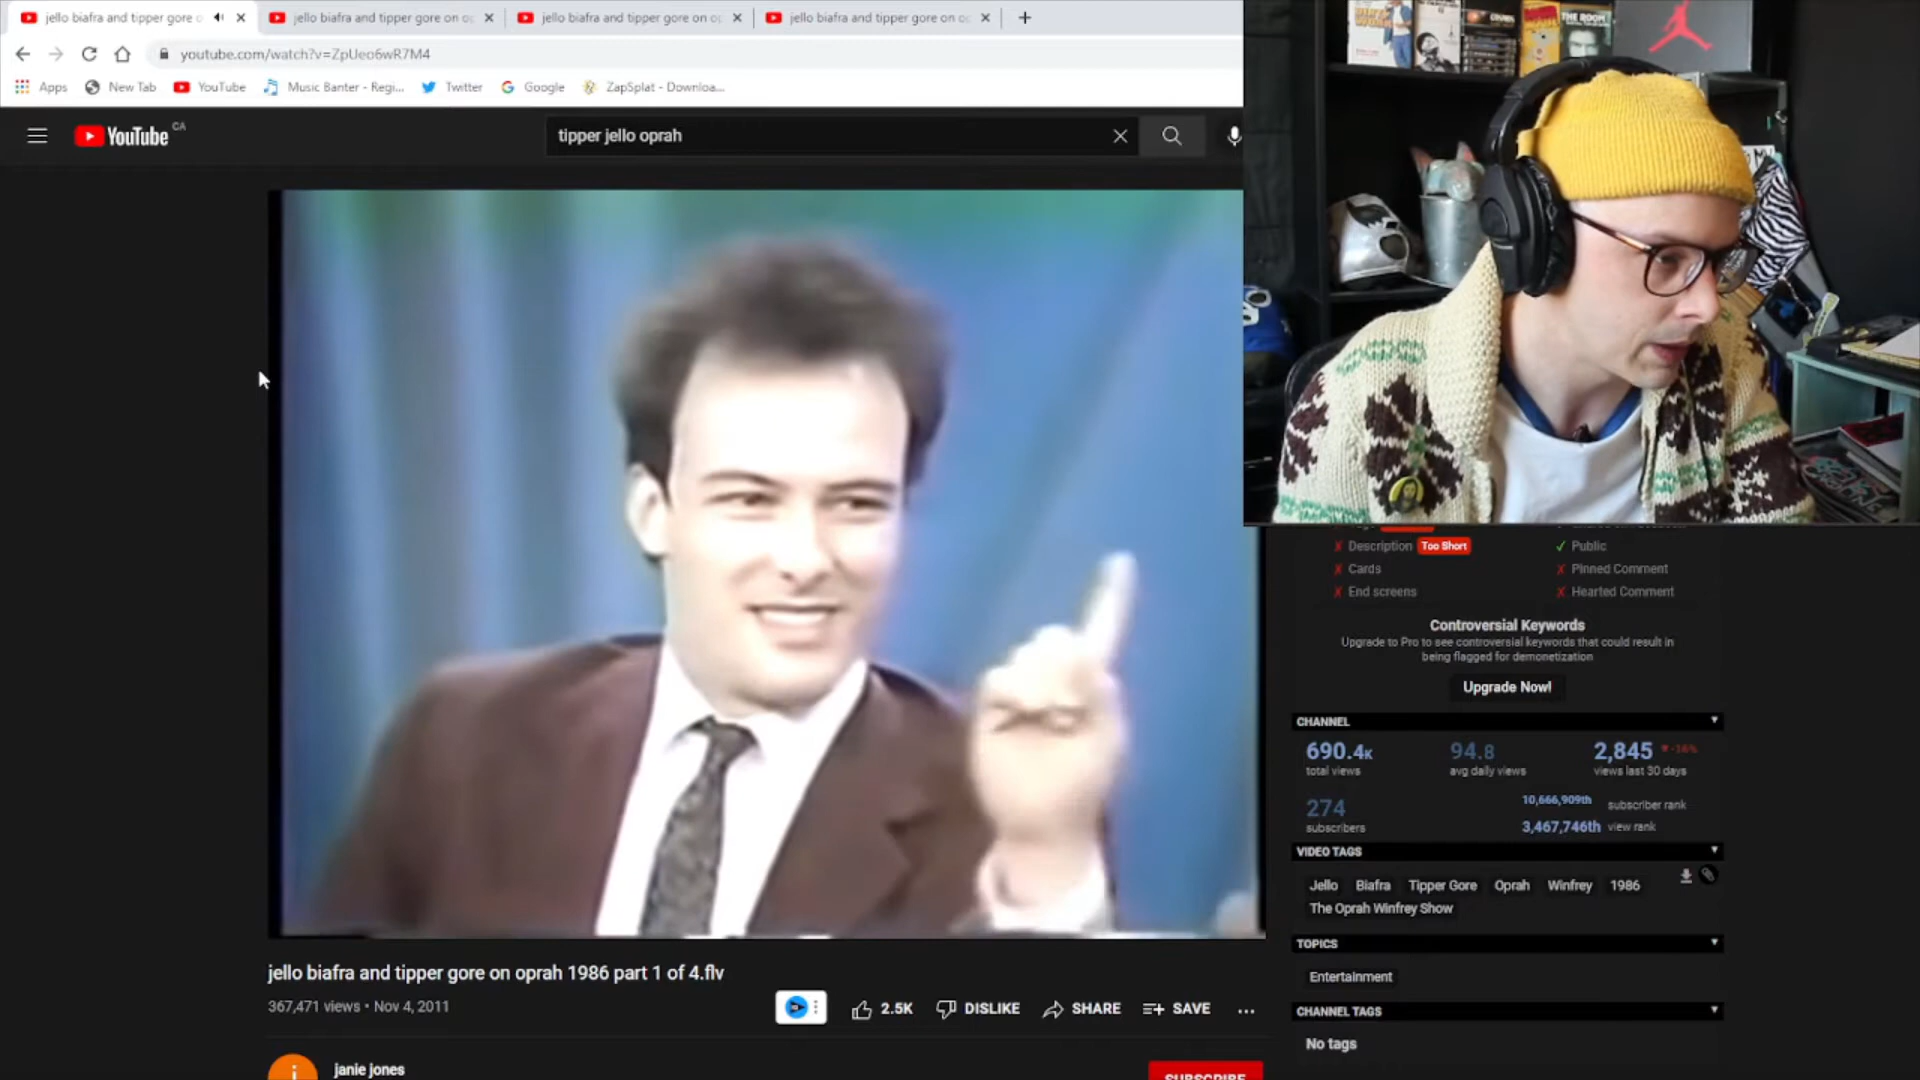 jello biafra and tipper gore o
jello biafra and tipper gore on o
jello biafra and tipper gore on o
jello biafra and tipper gore on o
youtube.com/watch?v=ZpUeo6wR7M4
Apps
New Tab
YouTube
Music Banter - Regi...
Twitter
Google
ZapSplat - Downloa...
YouTube CA
tipper jello oprah
THE ROOM
Description Too Short
Public
Cards
Pinned Comment
End screens
Hearted Comment
Controversial Keywords
Upgrade to Pro to see controversial keywords that could result in
being flagged for demonetization
Upgrade Now!
CHANNEL
690.4K
94.8
2,845 -16%
total views
avg daily views
views last 30 days
274
subscribers
10,666,909th subscriber rank
3,467,746th view rank
VIDEO TAGS
Jello Biafra Tipper Gore Oprah Winfrey 1986
The Oprah Winfrey Show
TOPICS
Entertainment
CHANNEL TAGS
No tags
jello biafra and tipper gore on oprah 1986 part 1 of 4.flv
367,471 views • Nov 4, 2011
2.5K
DISLIKE
SHARE
SAVE
j
janie jones
SUBSCRIBE